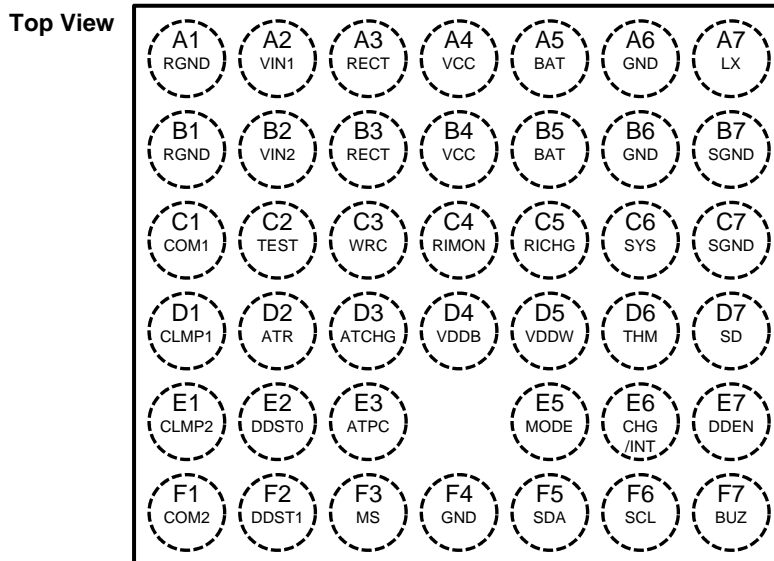 Top View
A1 A2 A3 A4 A5 A6 A7
RGND VIN1 RECT VCC BAT GND LX
B1 B2 B3 B4 B5 B6 B7
RGND VIN2 RECT VCC BAT GND SGND
C1 C2 C3 C4 C5 C6 C7
COM1 TEST WRC RIMON RICHG SYS SGND
D1 D2 D3 D4 D5 D6 D7
CLMP1 ATR ATCHG VDDB VDDW THM SD
E1 E2 E3 E5 E6 E7
CLMP2 DDST0 ATPC MODE CHG DDEN
/INT
F1 F2 F3 F4 F5 F6 F7
COM2 DDST1 MS GND SDA SCL BUZ